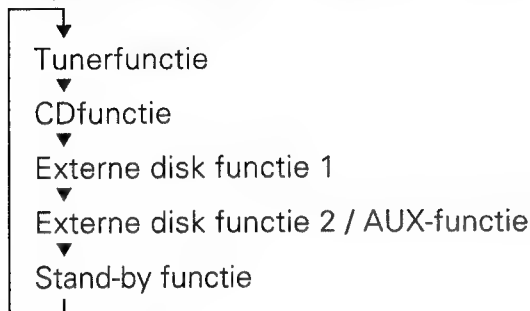 Tunerfunctie
CDfunctie
Externe disk functie 1
Externe disk functie 2 / AUX-functie
Stand-by functie